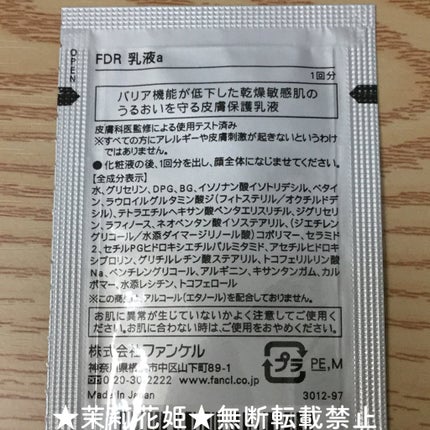 OPEN
FDR 乳液a
1回分
バリア機能が低下した乾燥敏感肌の
うるおいを守る皮膚保護乳液
皮膚科医監修による使用テスト済み
※すべての方にアレルギーや皮膚刺激が起きないというわけ
ではありません。
●化粧液の後、1回分を出し、顔全体になじませてください。
【全成分表示】
水、グリセリン、DPG、BG、イソノナン酸イソトリデシル、ベタイ
ン、ラウロイルグルタミン酸ジ(フィトステリル/オクチルドデ
シル)、テトラエチルヘキサン酸ペンタエリスリチル、ジグリセリ
ン、ラフィノース、ネオペンタン酸イソステアリル、(ジエチレン
グリコール/水添ダイマージリノール酸)コポリマー、セラミド
2、セチルPGヒドロキシエチルパルミタミド、アセチルヒドロキ
シプロリン、グリチルレチン酸ステアリル、トコフェリルリン酸
Na、ペンチレングリコール、アルギニン、キサンタンガム、カル
ボマー、水添レシチン、トコフェロール
※この商品は、アルコール(エタノール)を配合しておりません。
お肌に異常が生じていないかよく注意してご使用くださ
い。お肌に合わない時は、ご使用をおやめください。
株式会社ファンケル
神奈川県横浜市中区山下町89-1
0120-30-2222 www.fancl.co.jp
Made in Japan
プラ
PE,M
3012-97
★茉莉花姫★無断転載禁止